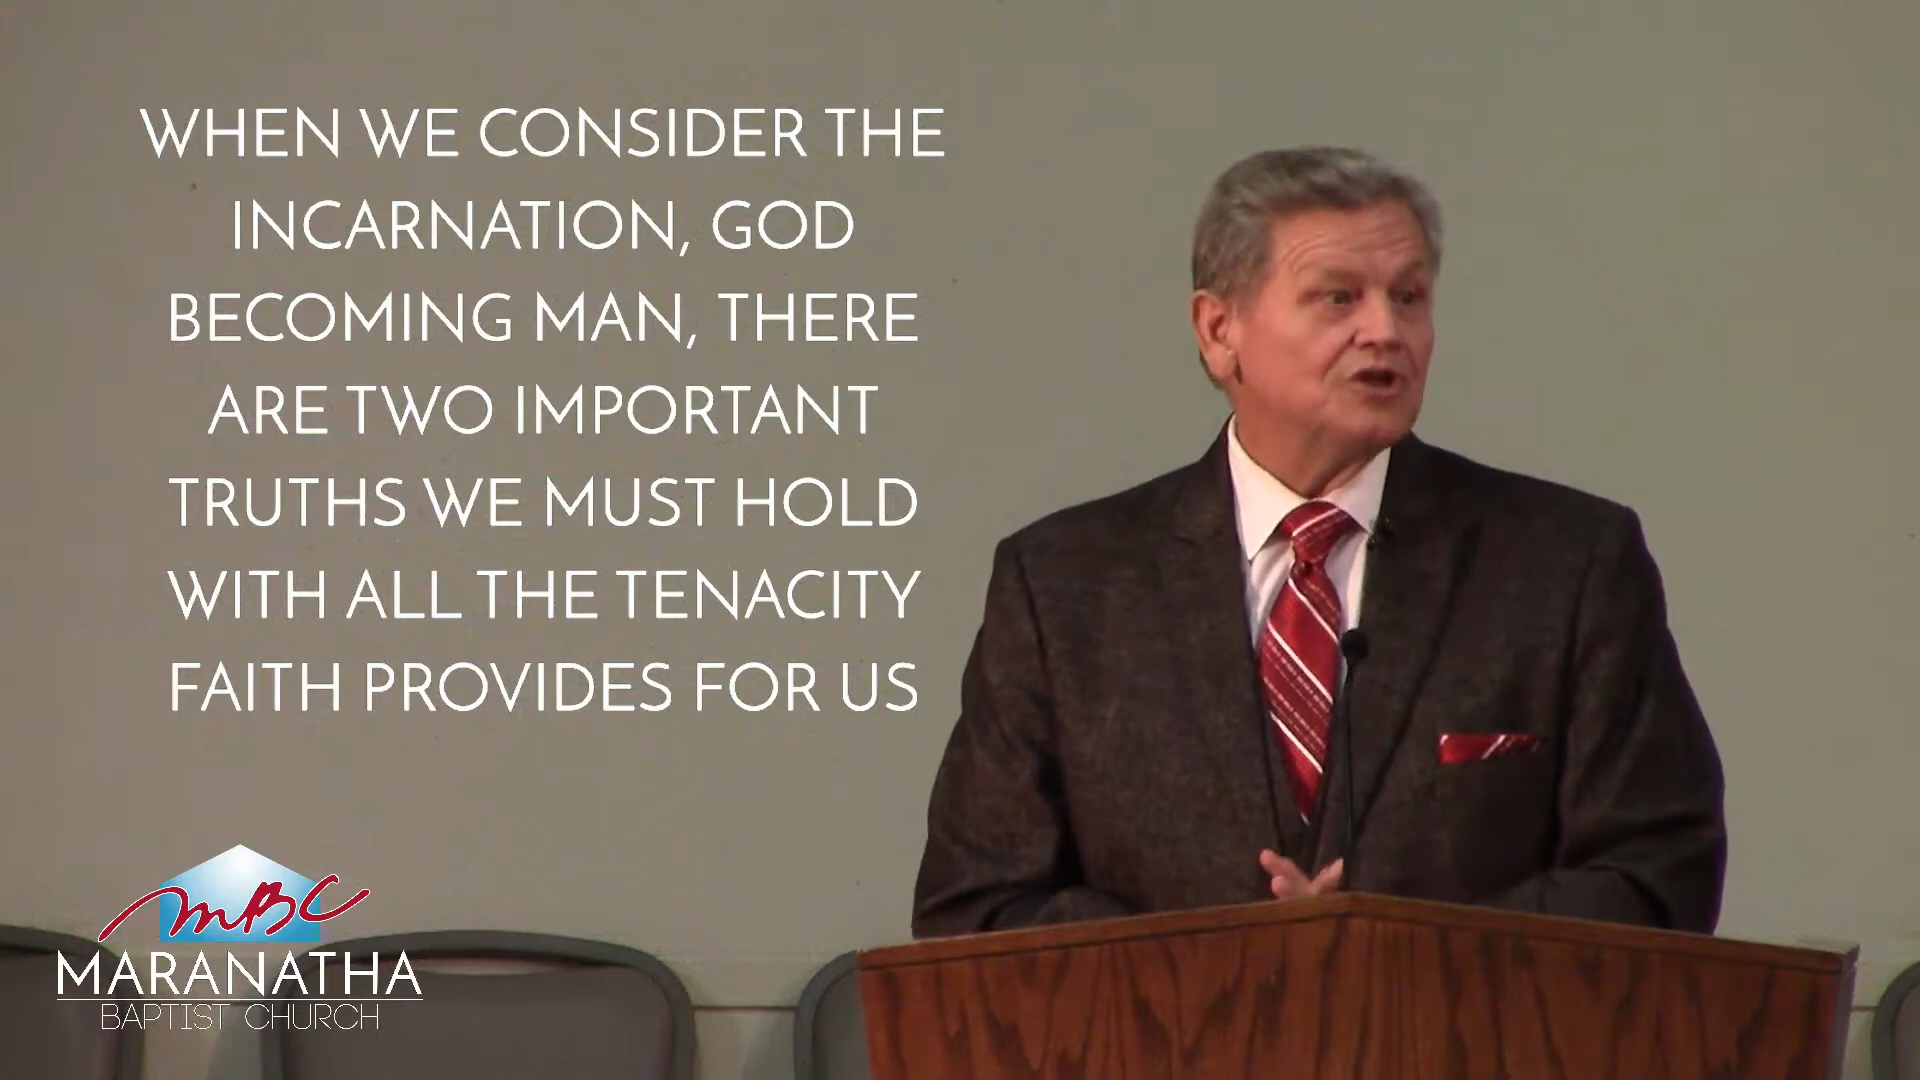 WHEN WE CONSIDER THE
INCARNATION, GOD
BECOMING MAN, THERE
ARE TWO IMPORTANT
TRUTHS WE MUST HOLD
WITH ALL THE TENACITY
FAITH PROVIDES FOR US
MBC
MARANATHA
BAPTIST CHURCH